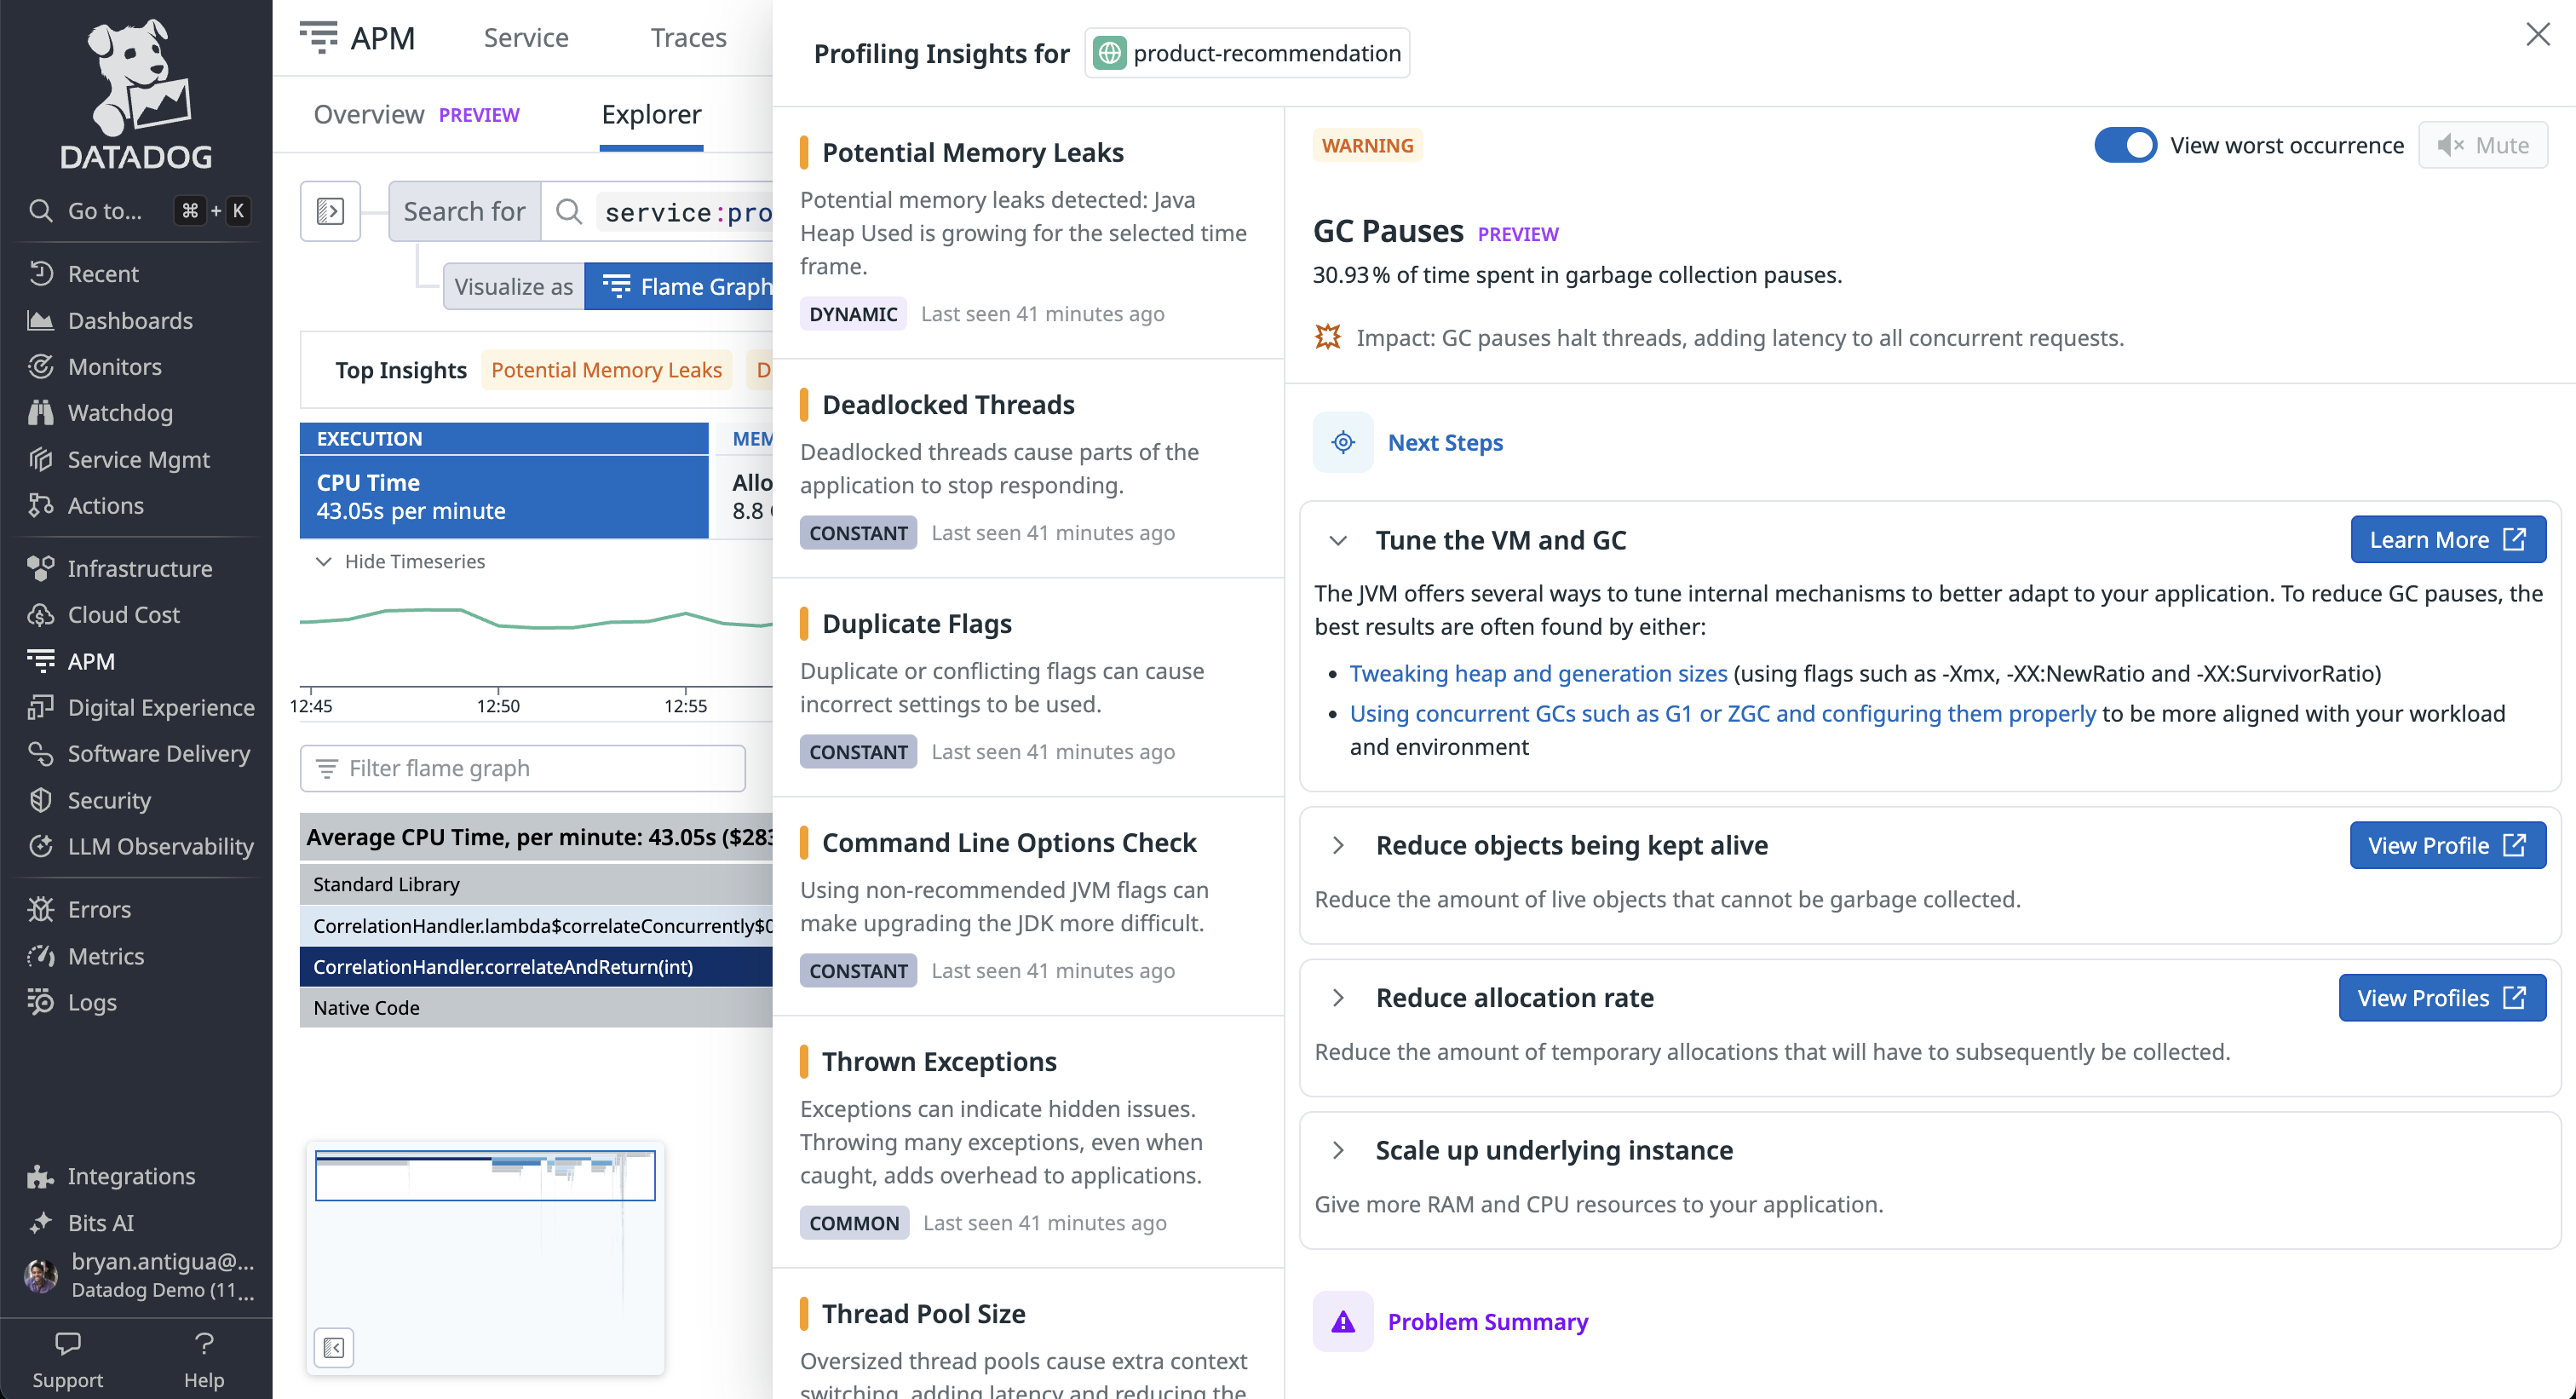 DATADOG
Go to... ⌘ + K
Recent
Dashboards
Monitors
Watchdog
Service Mgmt
Actions
Infrastructure
Cloud Cost
APM
Digital Experience
Software Delivery
Security
LLM Observability
Errors
Metrics
Logs
Integrations
Bits AI
bryan.antigua@...
Datadog Demo (11...
Support
Help
APM Service Traces
Overview PREVIEW Explorer
Search for service:pro
Visualize as Flame Graph
Top Insights Potential Memory Leaks D
EXECUTION MEM
CPU Time
43.05s per minute
Allo
8.8
Hide Timeseries
12:45 12:50 12:55
Filter flame graph
Average CPU Time, per minute: 43.05s ($283
Standard Library
CorrelationHandler.lambda$correlateConcurrently$0
CorrelationHandler.correlateAndReturn(int)
Native Code
Profiling Insights for product-recommendation
Potential Memory Leaks
Potential memory leaks detected: Java
Heap Used is growing for the selected time
frame.
DYNAMIC Last seen 41 minutes ago
Deadlocked Threads
Deadlocked threads cause parts of the
application to stop responding.
CONSTANT Last seen 41 minutes ago
Duplicate Flags
Duplicate or conflicting flags can cause
incorrect settings to be used.
CONSTANT Last seen 41 minutes ago
Command Line Options Check
Using non-recommended JVM flags can
make upgrading the JDK more difficult.
CONSTANT Last seen 41 minutes ago
Thrown Exceptions
Exceptions can indicate hidden issues.
Throwing many exceptions, even when
caught, adds overhead to applications.
COMMON Last seen 41 minutes ago
Thread Pool Size
Oversized thread pools cause extra context
switching, adding latency and reducing the
WARNING View worst occurrence Mute
GC Pauses PREVIEW
30.93% of time spent in garbage collection pauses.
Impact: GC pauses halt threads, adding latency to all concurrent requests.
Next Steps
Tune the VM and GC Learn More
The JVM offers several ways to tune internal mechanisms to better adapt to your application. To reduce GC pauses, the
best results are often found by either:
• Tweaking heap and generation sizes (using flags such as -Xmx, -XX:NewRatio and -XX:SurvivorRatio)
• Using concurrent GCs such as G1 or ZGC and configuring them properly to be more aligned with your workload
and environment
Reduce objects being kept alive View Profile
Reduce the amount of live objects that cannot be garbage collected.
Reduce allocation rate View Profiles
Reduce the amount of temporary allocations that will have to subsequently be collected.
Scale up underlying instance
Give more RAM and CPU resources to your application.
Problem Summary